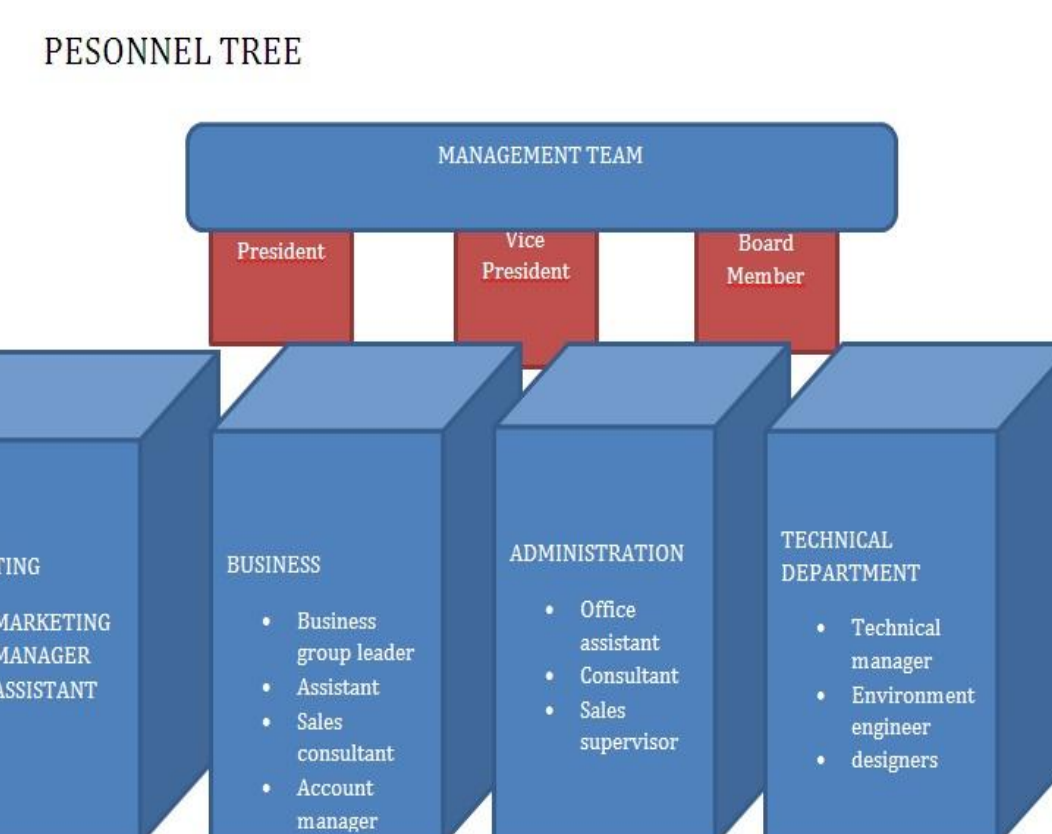 PESONNEL TREE
MANAGEMENT TEAM
President
Vice
President
Board
Member
TING
MARKETING
MANAGER
ASSISTANT
BUSINESS
• Business
group leader
• Assistant
• Sales
consultant
• Account
manager
ADMINISTRATION
• Office
assistant
• Consultant
• Sales
supervisor
TECHNICAL
DEPARTMENT
• Technical
manager
• Environment
engineer
• designers